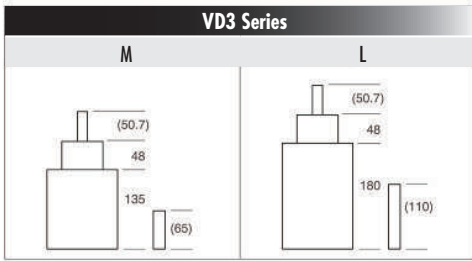 VD3 Series
M
L
(50.7)
48
135
(65)
(50.7)
48
180
(110)